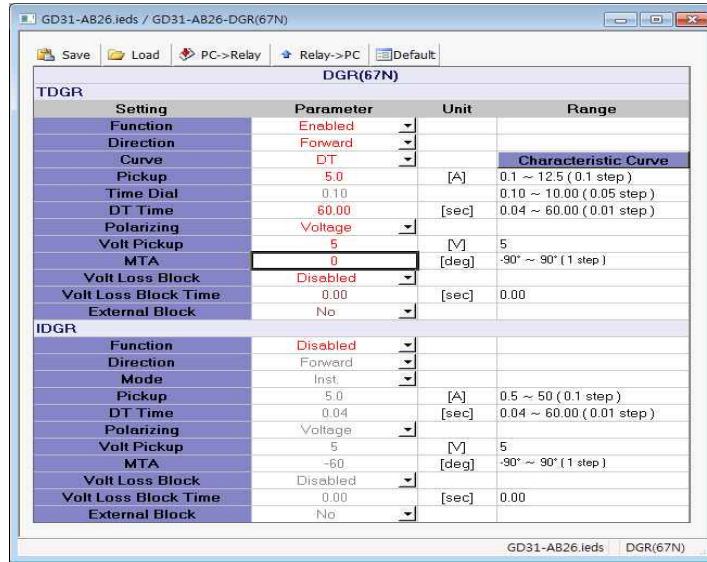 GD31-AB26.ieds / GD31-AB26-DGR(67N)
Save Load PC->Relay Relay->PC Default
DGR(67N)
TDGR
Setting Parameter Unit Range
Function Enabled
Direction Forward
Curve DT Characteristic Curve
Pickup 5.0 [A] 0.1 ~ 12.5 ( 0.1 step )
Time Dial 0.10 0.10 ~ 10.00 ( 0.05 step )
DT Time 60.00 [sec] 0.04 ~ 60.00 ( 0.01 step )
Polarizing Voltage
Volt Pickup 5 [V] 5
MTA 0 [deg] -90° ~ 90° ( 1 step )
Volt Loss Block Disabled
Volt Loss Block Time 0.00 [sec] 0.00
External Block No
IDGR
Function Disabled
Direction Forward
Mode Inst.
Pickup 5.0 [A] 0.5 ~ 50 ( 0.1 step )
DT Time 0.04 [sec] 0.04 ~ 60.00 ( 0.01 step )
Polarizing Voltage
Volt Pickup 5 [V] 5
MTA -60 [deg] -90° ~ 90° ( 1 step )
Volt Loss Block Disabled
Volt Loss Block Time 0.00 [sec] 0.00
External Block No
GD31-AB26.ieds DGR(67N)